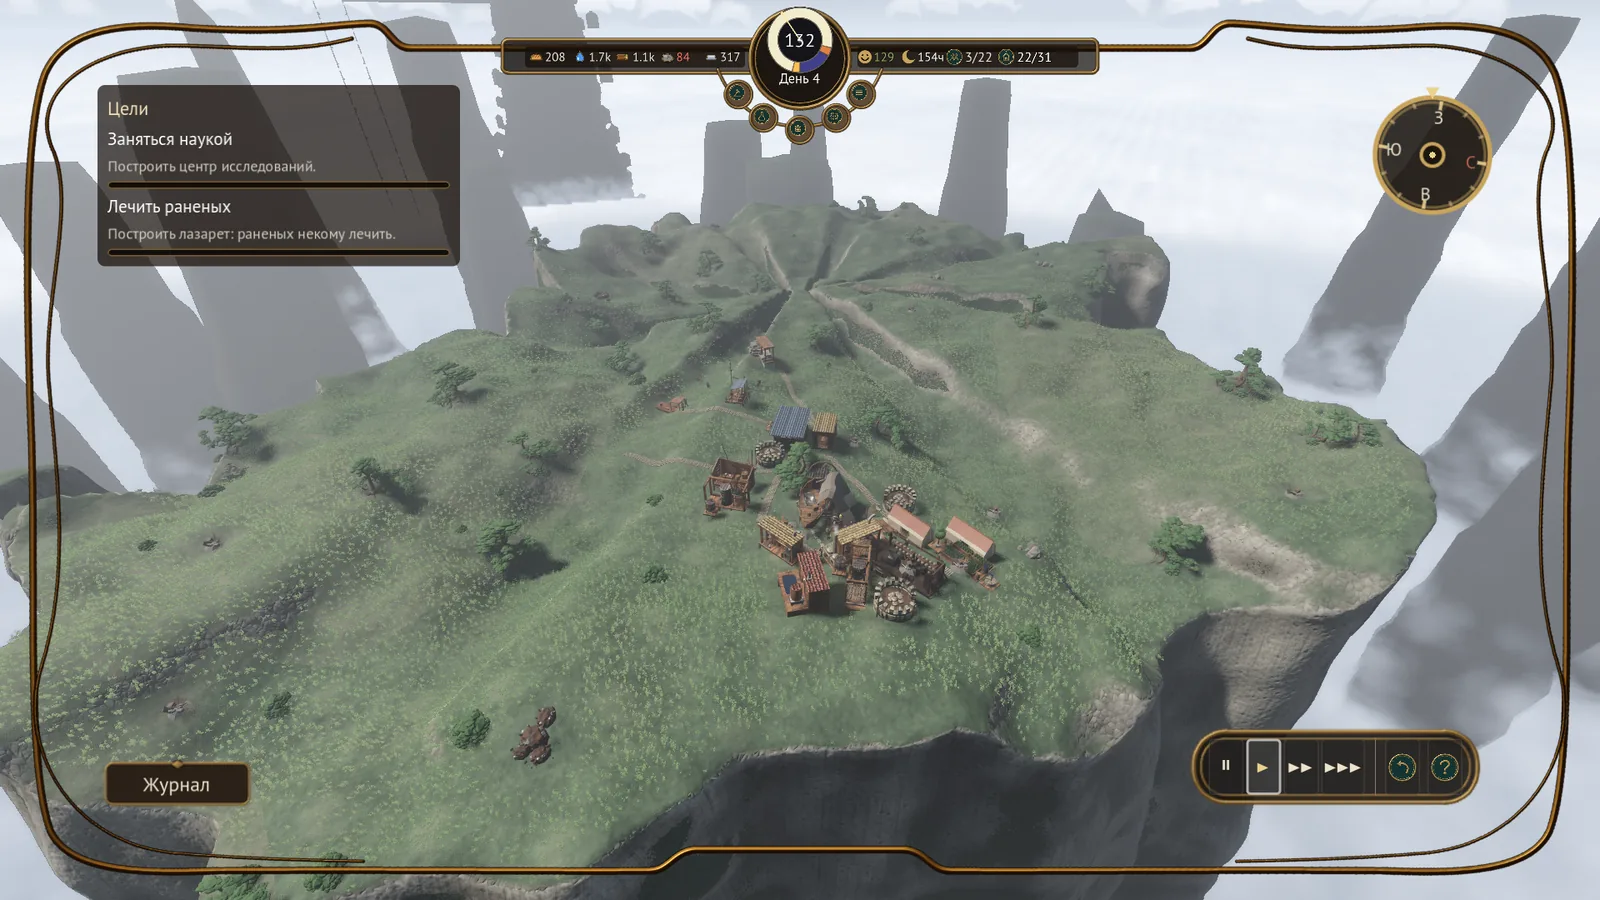 132
День 4
208 1.7k 1.1k 84 317
129 154ч 3/22 22/31
Цели
Заняться наукой
Построить центр исследований.
Лечить раненых
Построить лазарет: раненых некому лечить.
З
Ю
С
В
Журнал
?